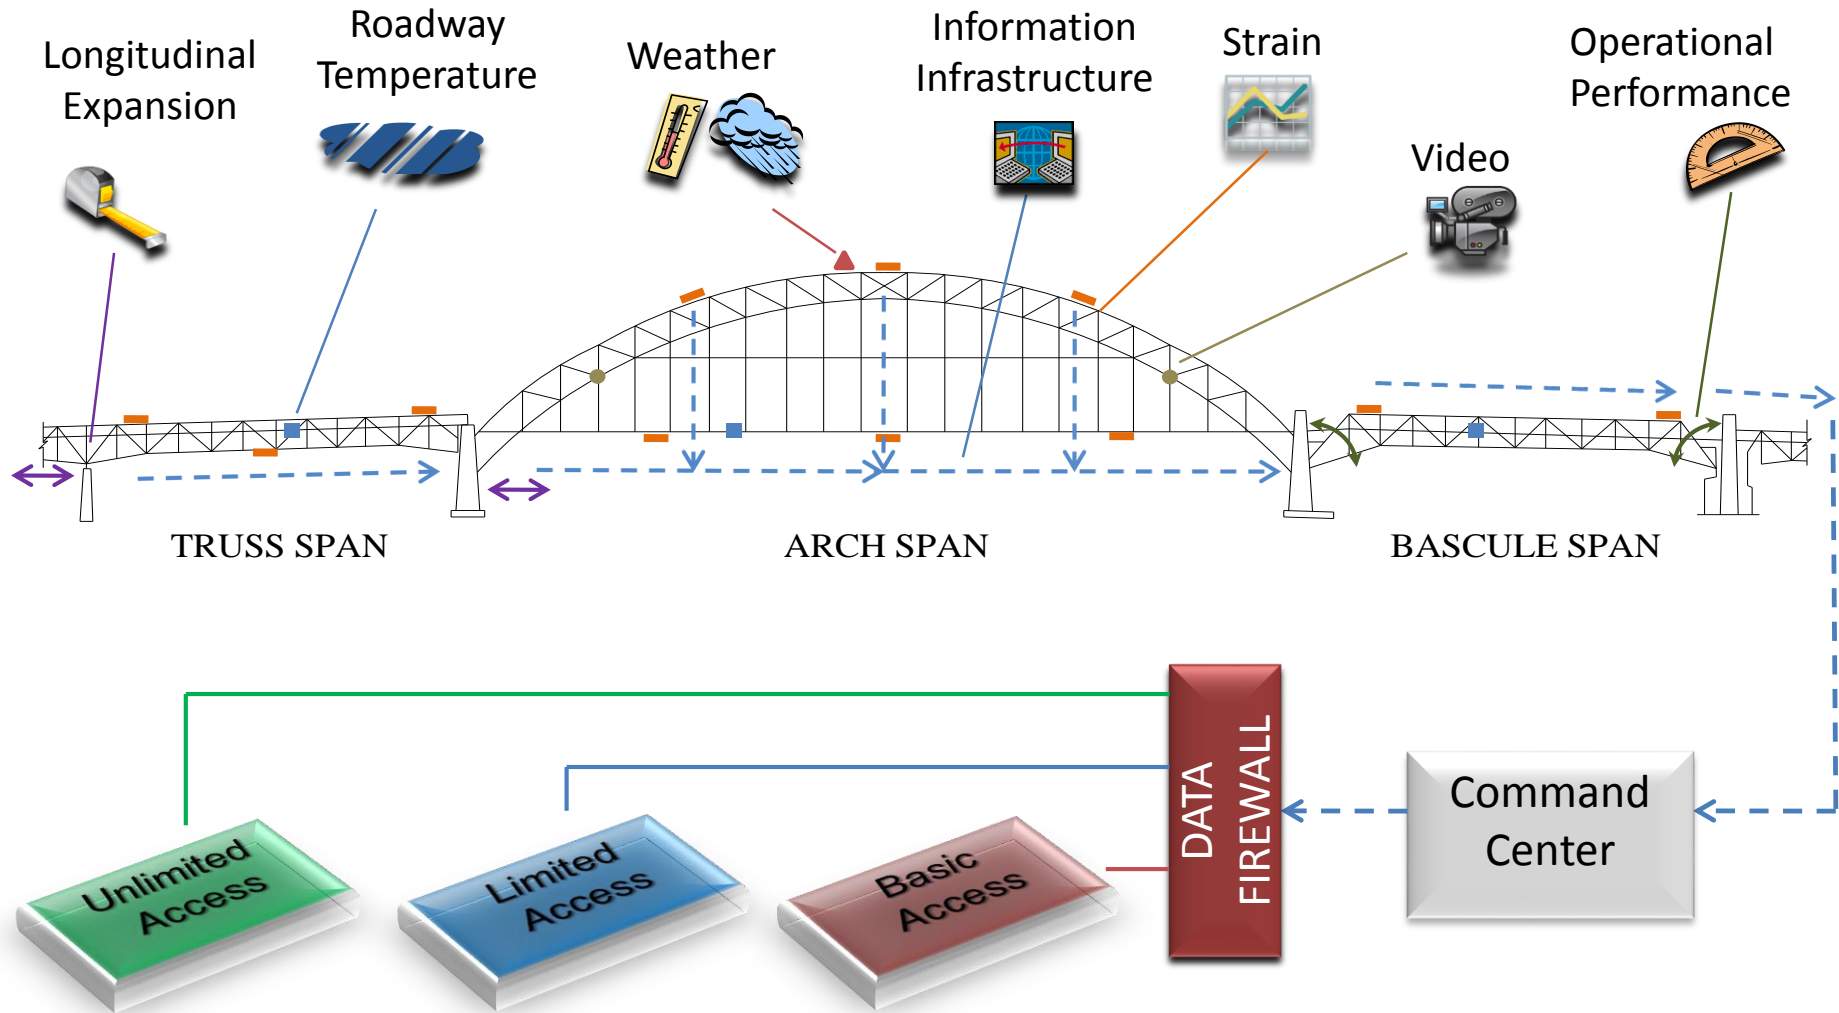 Longitudinal
Expansion
Roadway
Temperature
Weather
Information
Infrastructure
Strain
Video
Operational
Performance
TRUSS SPAN
ARCH SPAN
BASCULE SPAN
Unlimited
Access
Limited
Access
Basic
Access
DATA
FIREWALL
Command
Center